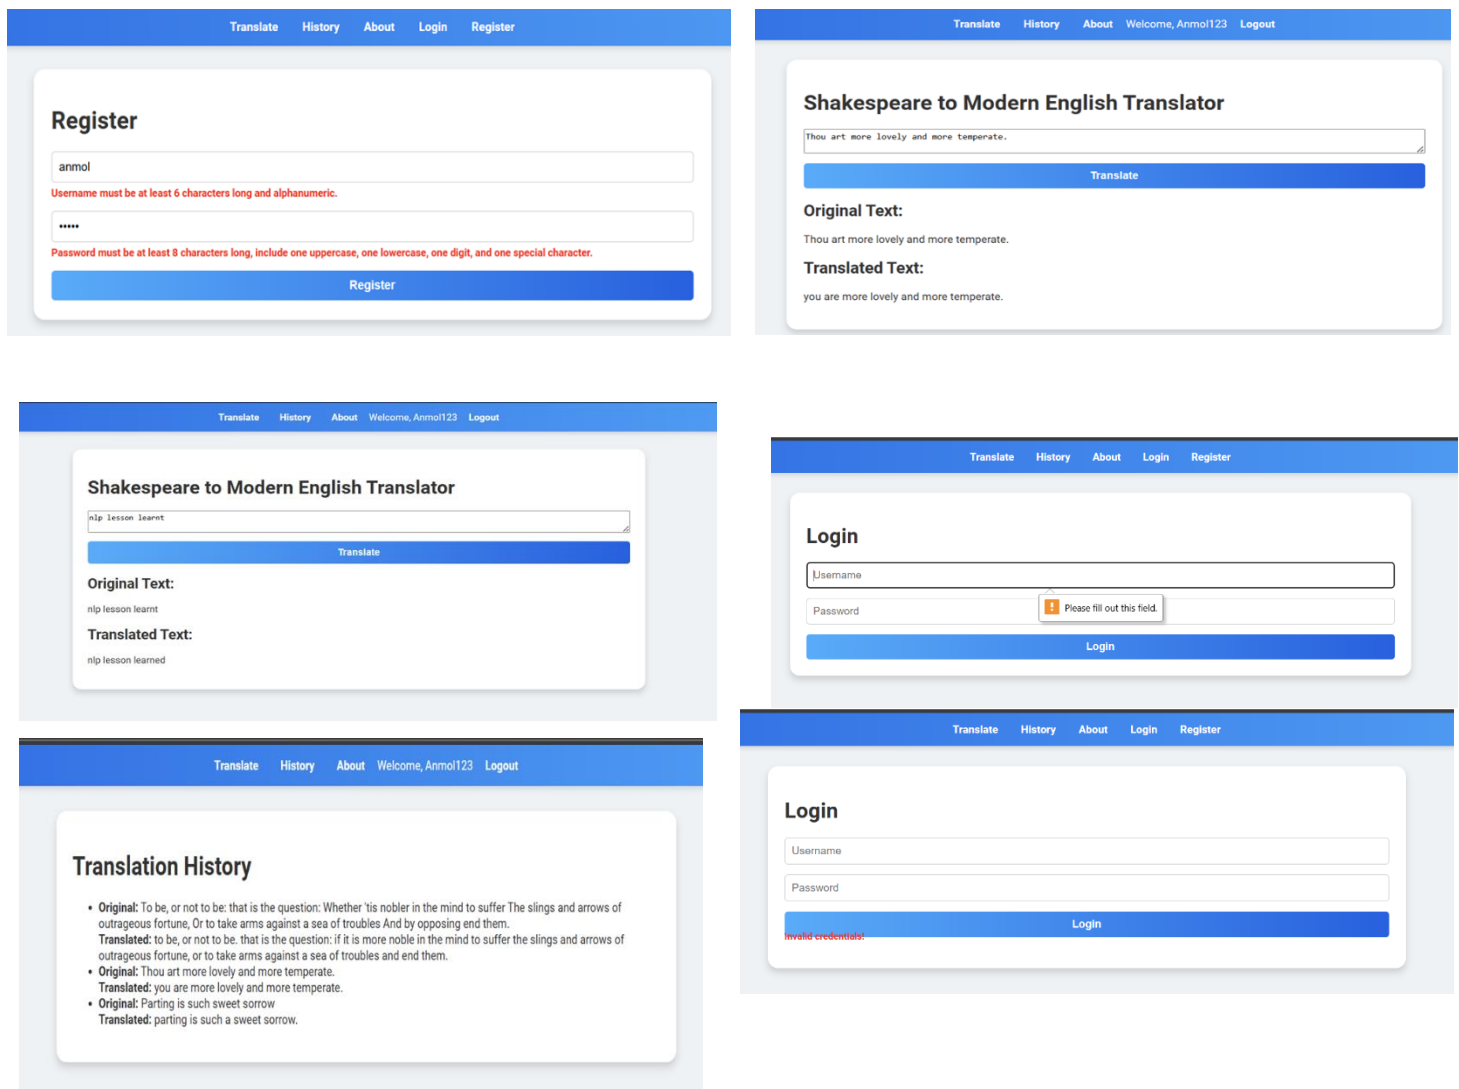 Translate History About Login Register
Register
anmol
Username must be at least 6 characters long and alphanumeric.
•••••
Password must be at least 8 characters long, include one uppercase, one lowercase, one digit, and one special character.
Register
Translate History About Welcome, Anmol123 Logout
Shakespeare to Modern English Translator
Thou art more lovely and more temperate.
Translate
Original Text:
Thou art more lovely and more temperate.
Translated Text:
you are more lovely and more temperate.
Translate History About Welcome, Anmol123 Logout
Shakespeare to Modern English Translator
nlp lesson learnt
Translate
Original Text:
nlp lesson learnt
Translated Text:
nlp lesson learned
Translate History About Login Register
Login
Username
Please fill out this field.
Password
Login
Translate History About Welcome, Anmol123 Logout
Translation History
• Original: To be, or not to be: that is the question: Whether 'tis nobler in the mind to suffer The slings and arrows of
outrageous fortune, Or to take arms against a sea of troubles And by opposing end them.
Translated: to be, or not to be. that is the question: if it is more noble in the mind to suffer the slings and arrows of
outrageous fortune, or to take arms against a sea of troubles and end them.
• Original: Thou art more lovely and more temperate.
Translated: you are more lovely and more temperate.
• Original: Parting is such sweet sorrow
Translated: parting is such a sweet sorrow.
Translate History About Login Register
Login
Username
Password
Login
Invalid credentials!